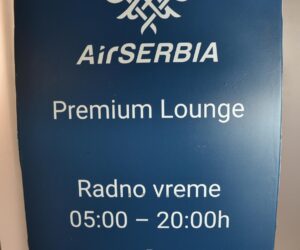 AirSERBIA
Premium Lounge
Radno vreme
05:00 – 20:00h